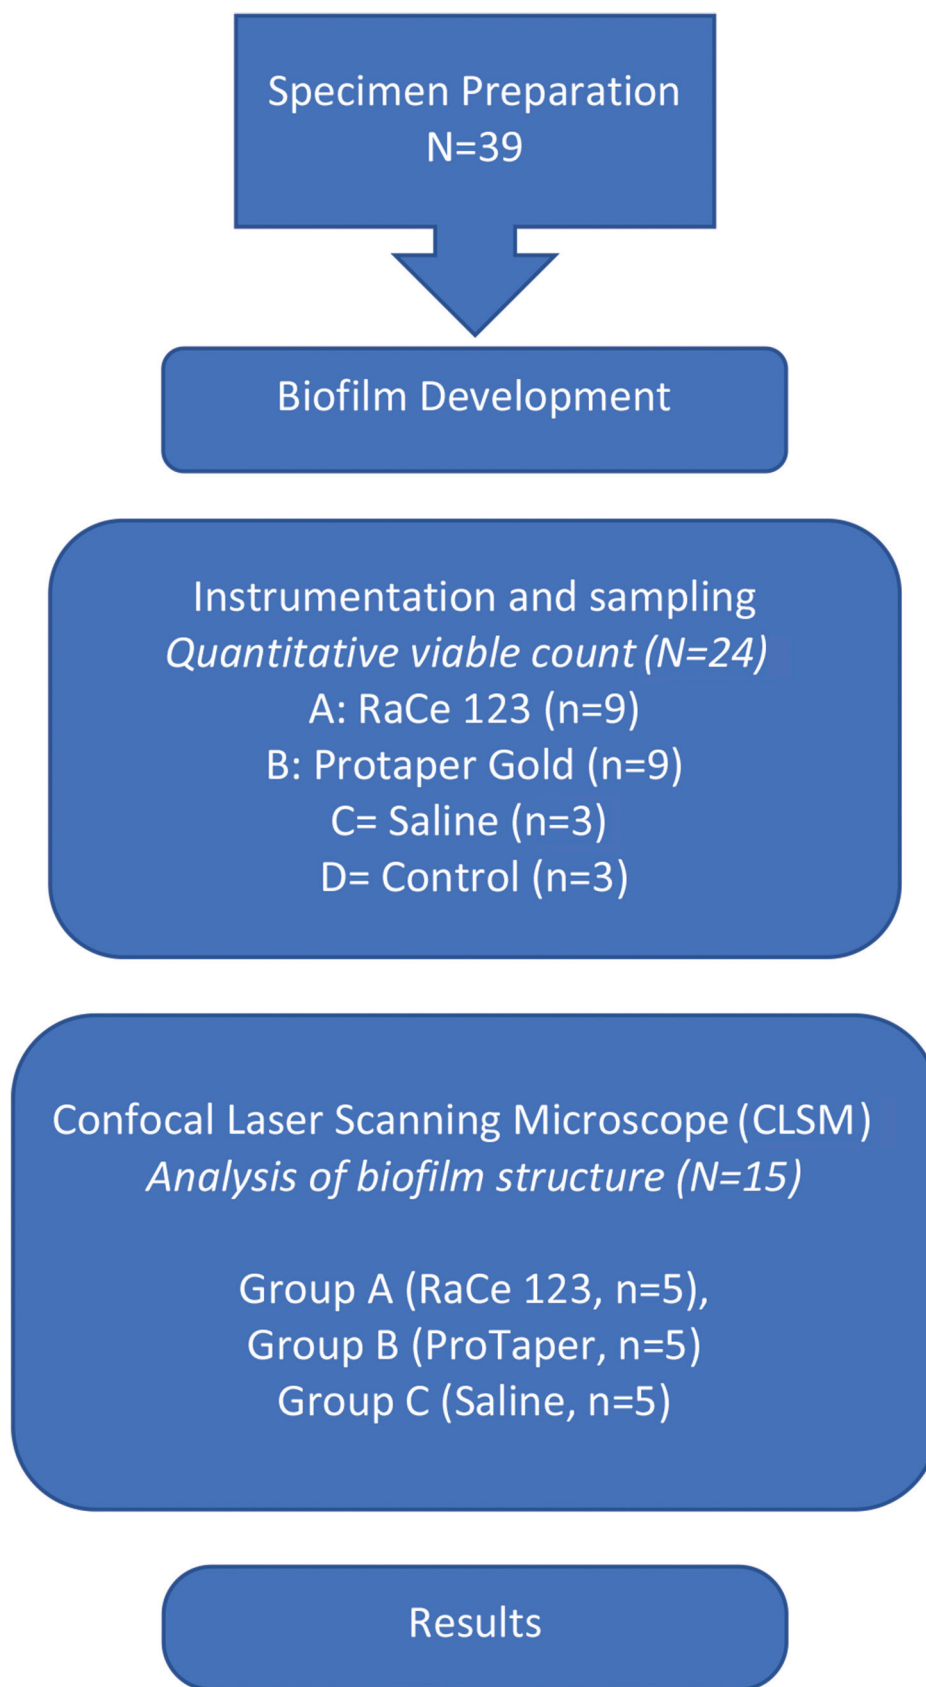 Specimen Preparation
N=39
Biofilm Development
Instrumentation and sampling
Quantitative viable count (N=24)
A: RaCe 123 (n=9)
B: Protaper Gold (n=9)
C= Saline (n=3)
D= Control (n=3)
Confocal Laser Scanning Microscope (CLSM)
Analysis of biofilm structure (N=15)
Group A (RaCe 123, n=5),
Group B (ProTaper, n=5)
Group C (Saline, n=5)
Results